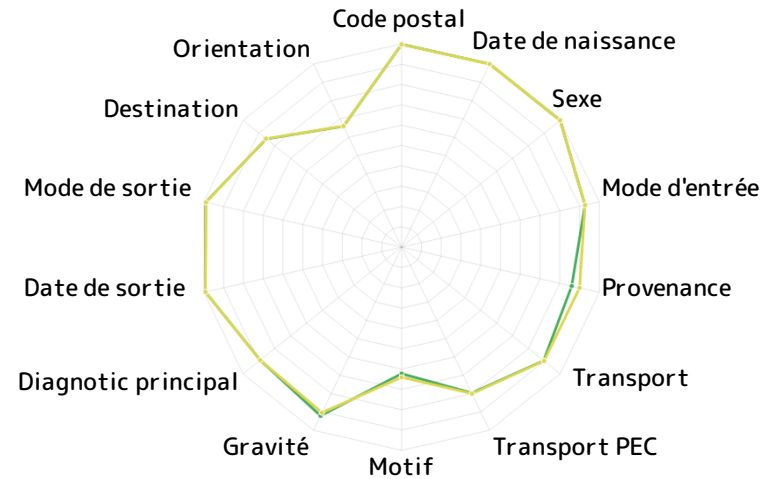 Code postal
Date de naissance
Sexe
Mode d'entrée
Provenance
Transport
Transport PEC
Motif
Gravité
Diagnotic principal
Date de sortie
Mode de sortie
Destination
Orientation